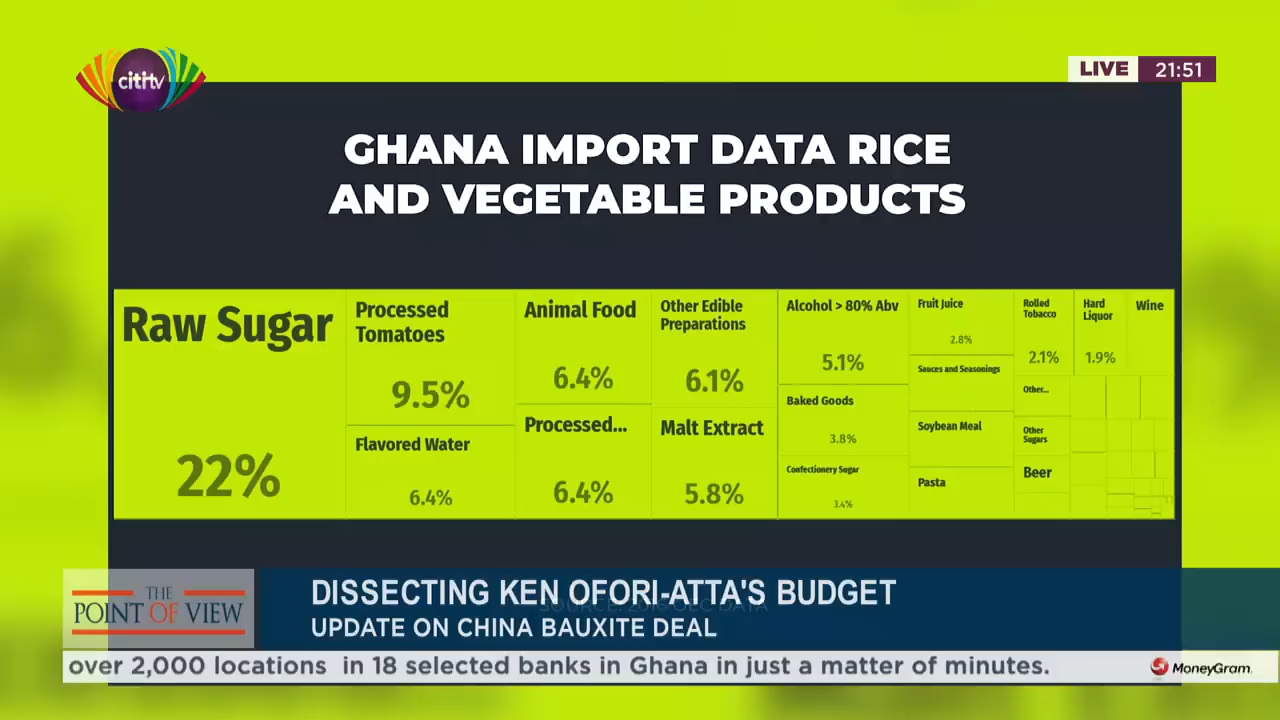 citi tv
LIVE 21:51
GHANA IMPORT DATA RICE
AND VEGETABLE PRODUCTS
Raw Sugar
22%
Processed
Tomatoes
9.5%
Flavored Water
6.4%
Animal Food
6.4%
Processed...
6.4%
Other Edible
Preparations
6.1%
Malt Extract
5.8%
Alcohol > 80% Abv
5.1%
Baked Goods
3.8%
Confectionery Sugar
3.4%
Fruit Juice
2.8%
Sauces and Seasonings
Soybean Meal
Pasta
Rolled
Tobacco
2.1%
Hard
Liquor
1.9%
Wine
Other...
Other
Sugars
Beer
THE
POINT OF VIEW
DISSECTING KEN OFORI-ATTA'S BUDGET
SOURCE: 2016 OEC DATA
UPDATE ON CHINA BAUXITE DEAL
over 2,000 locations in 18 selected banks in Ghana in just a matter of minutes.
MoneyGram.